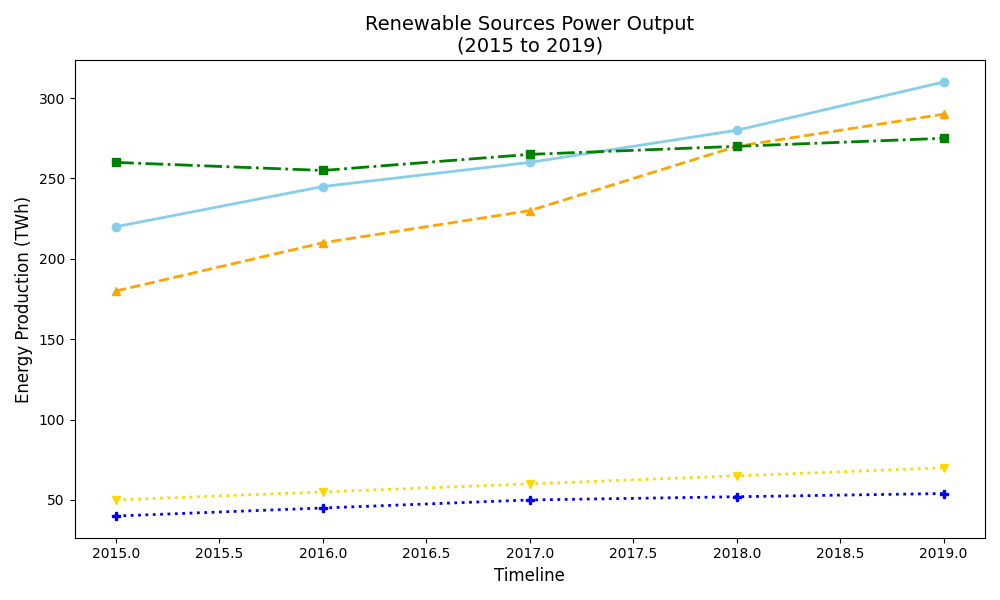 Renewable Sources Power Output
(2015 to 2019)
Energy Production (TWh)
300
250
200
150
100
50
2015.0 2015.5 2016.0 2016.5 2017.0 2017.5 2018.0 2018.5 2019.0
Timeline